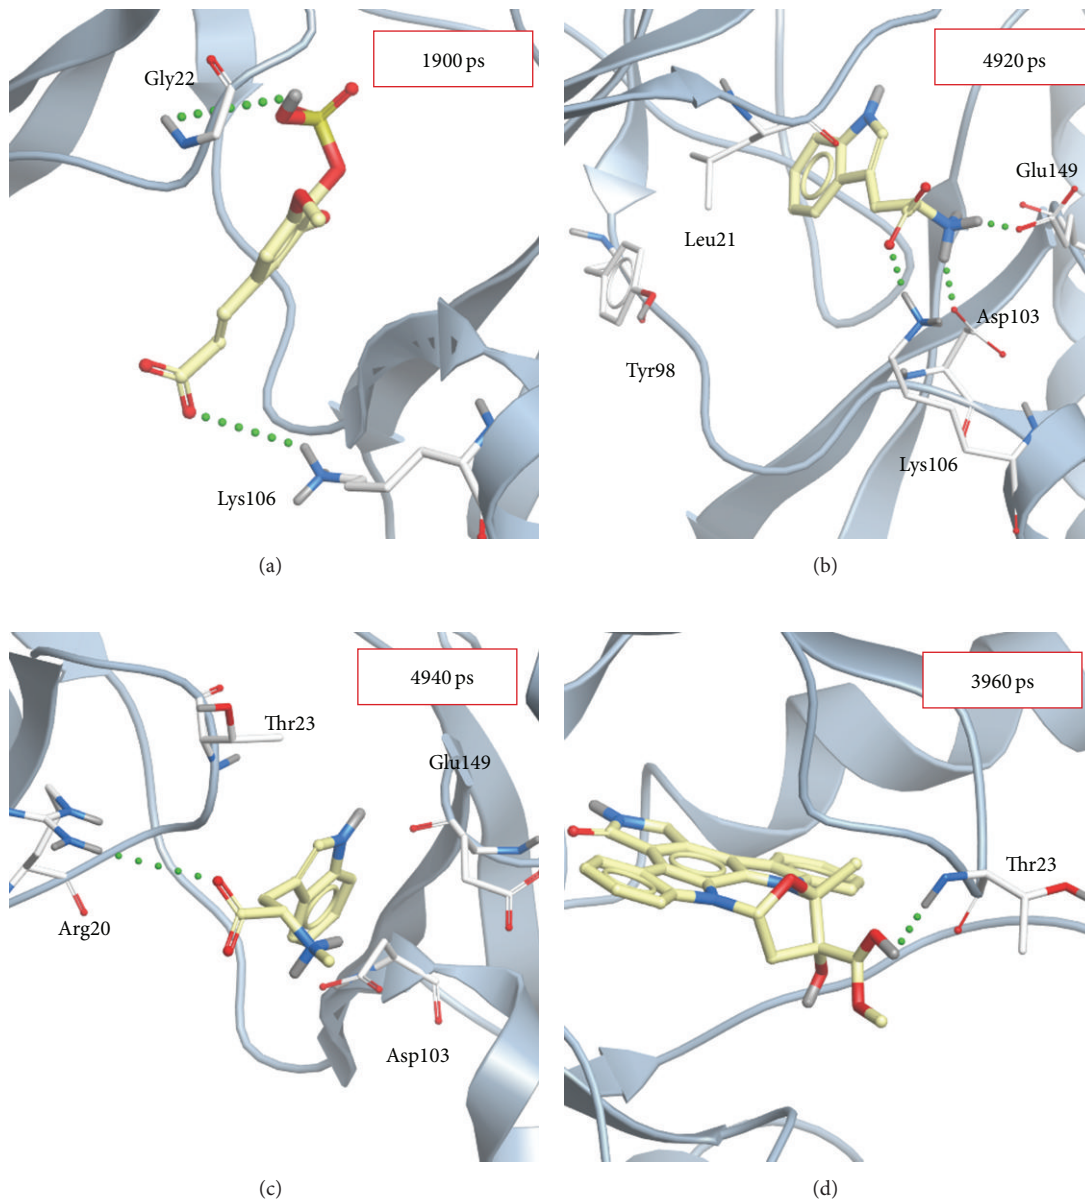 1900 ps
Gly22
Lys106
(a)
4920 ps
Glu149
Leu21
Asp103
Tyr98
Lys106
(b)
4940 ps
Thr23
Glu149
Arg20
Asp103
(c)
3960 ps
Thr23
(d)